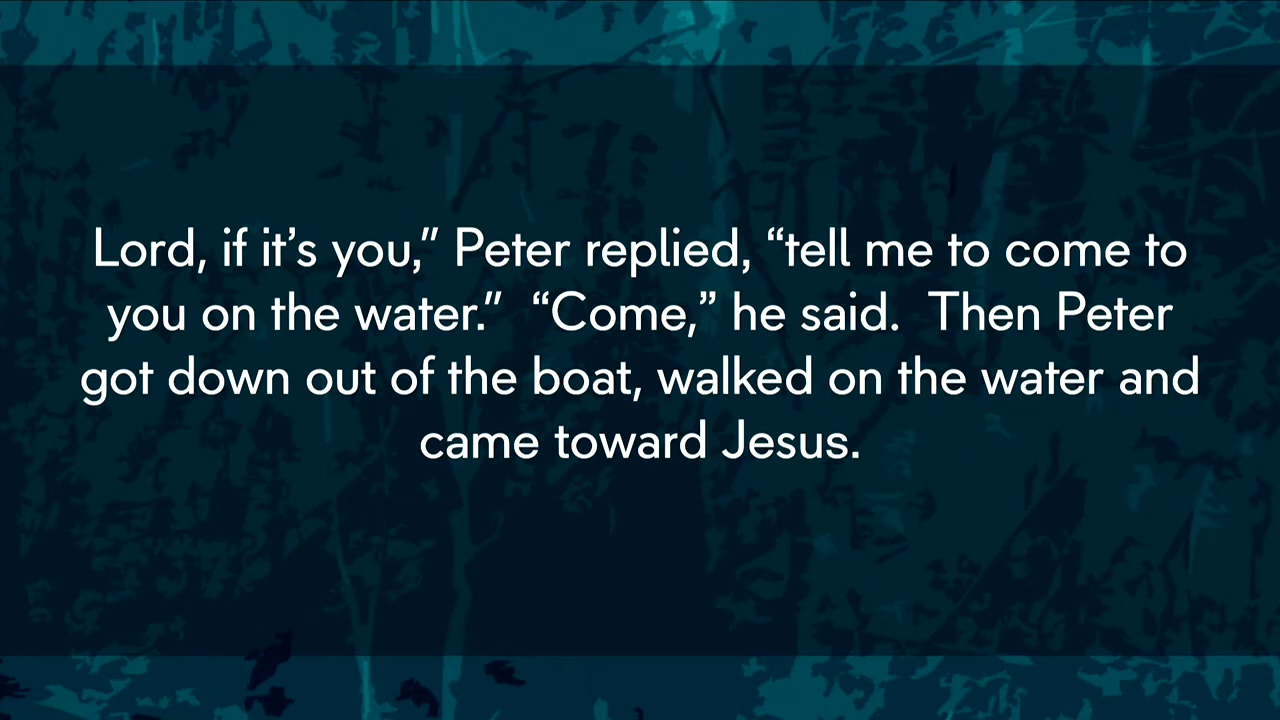 Lord, if it’s you,” Peter replied, “tell me to come to
you on the water.”  “Come,” he said.  Then Peter
got down out of the boat, walked on the water and
came toward Jesus.